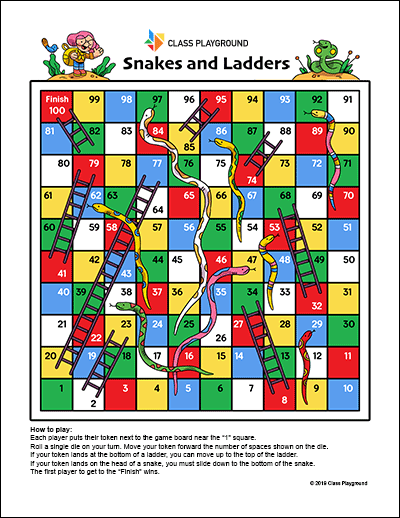 CLASS PLAYGROUND
Snakes and Ladders
Finish
100 99 98 97 96 95 94 93 92 91
81 82 83 84 85 86 87 88 89 90
80 79 78 77 76 75 74 73 72 71
61 62 63 64 65 66 67 68 69 70
60 59 58 57 56 55 54 53 52 51
41 42 43 44 45 46 47 48 49 50
40 39 38 37 36 35 34 33 32 31
21 22 23 24 25 26 27 28 29 30
20 19 18 17 16 15 14 13 12 11
1 2 3 4 5 6 7 8 9 10
How to play:
Each player puts their token next to the game board near the "1" square.
Roll a single die on your turn. Move your token forward the number of spaces shown on the die.
If your token lands at the bottom of a ladder, you can move up to the top of the ladder.
If your token lands on the head of a snake, you must slide down to the bottom of the snake.
The first player to get to the "Finish" wins.
© 2019 Class Playground